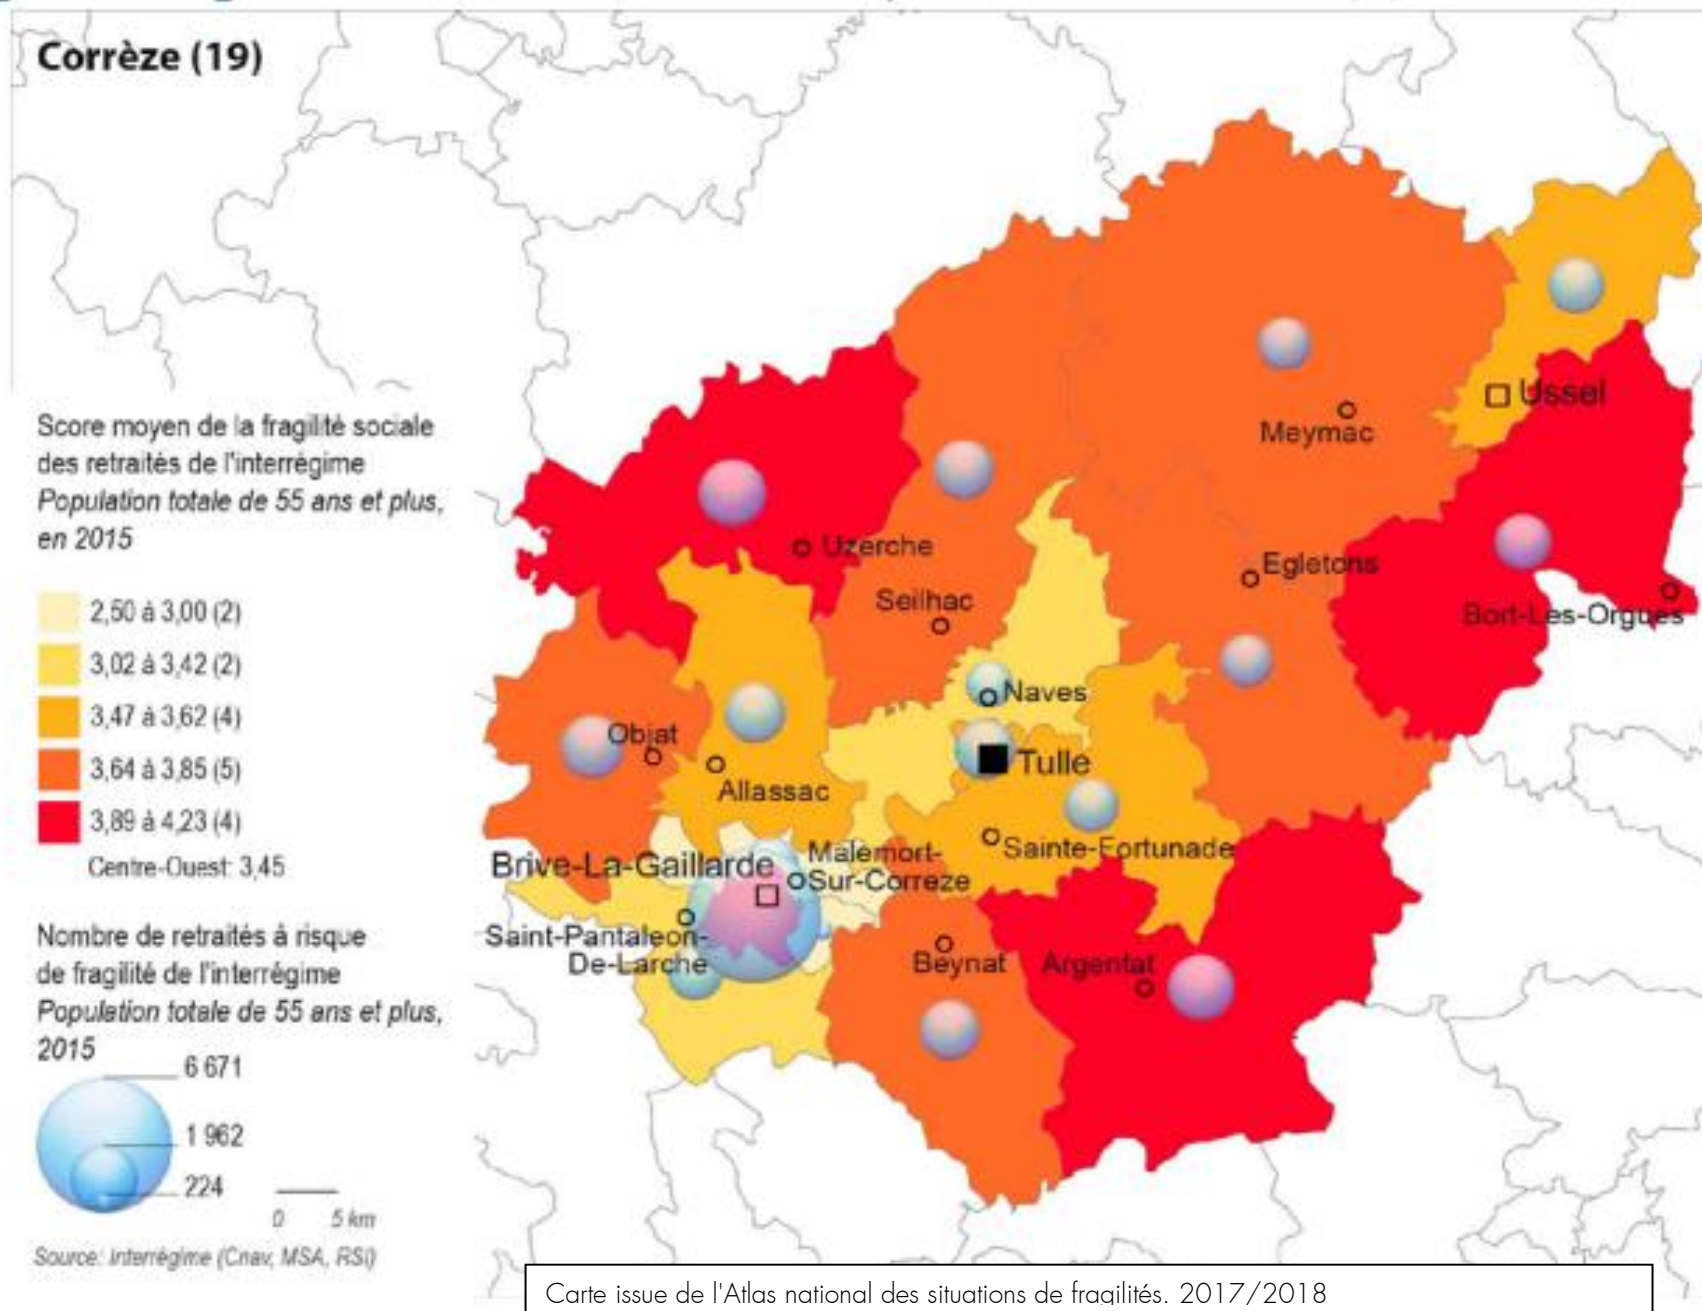 Corrèze (19)
Score moyen de la fragilité sociale
des retraités de l'interrégime
Population totale de 55 ans et plus,
en 2015
2,50 à 3,00 (2)
3,02 à 3,42 (2)
3,47 à 3,62 (4)
3,64 à 3,85 (5)
3,89 à 4,23 (4)
Centre-Ouest: 3,45
Nombre de retraités à risque
de fragilité de l'interrégime
Population totale de 55 ans et plus,
2015
6 671
1 962
224
0 5 km
Source: Interrégime (Cnav, MSA, RSI)
Ussel
Meymac
Uzerche
Egletons
Seilhac
Bort-Les-Orgues
Naves
Objat
Tulle
Allassac
Sainte-Fortunade
Brive-La-Gaillarde
Malemort-
Sur-Correze
Saint-Pantaleon-
De-Larche
Beynat
Argentat
Carte issue de l'Atlas national des situations de fragilités. 2017/2018